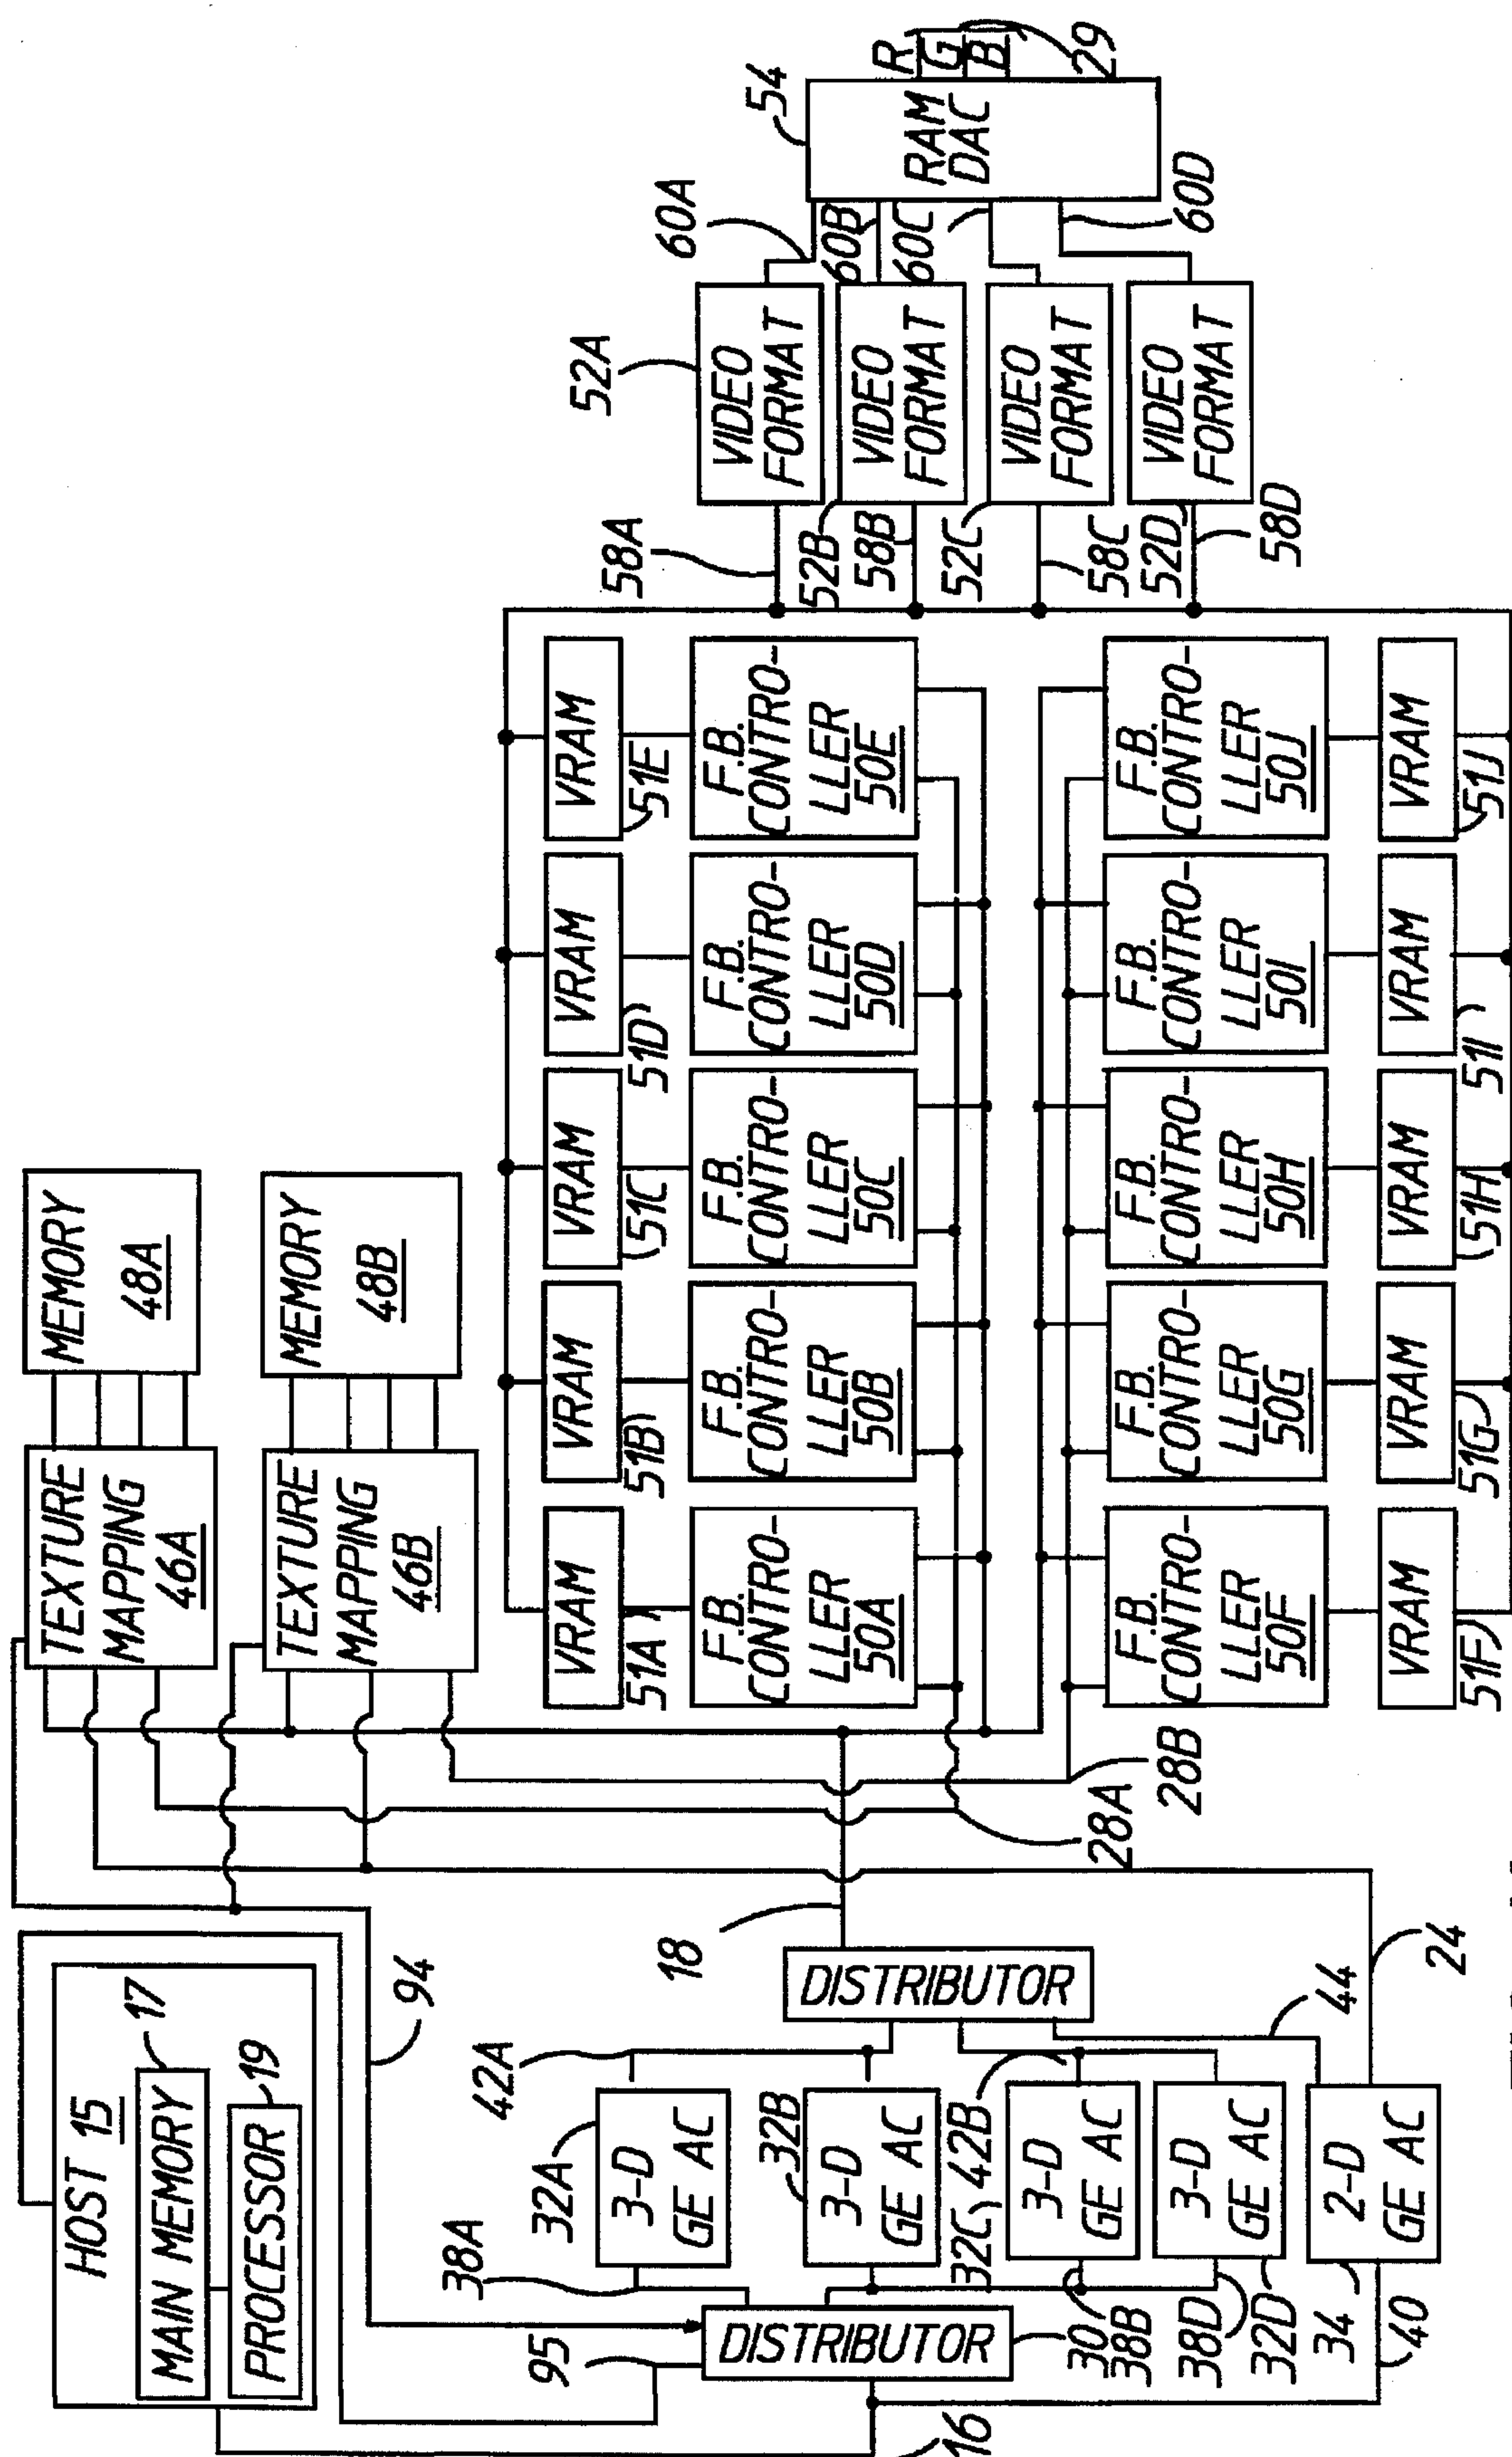 HOST 15
MAIN MEMORY
17
PROCESSOR
19
94
95
16
DISTRIBUTOR
30
38A
38B
38D
40
32A
3-D
GE AC
32B
3-D
GE AC
32C
3-D
GE AC
32D
3-D
GE AC
34
2-D
GE AC
42A
42B
44
24
DISTRIBUTOR
18
28A
28B
TEXTURE
MAPPING
46A
MEMORY
48A
TEXTURE
MAPPING
46B
MEMORY
48B
VRAM
51A
VRAM
51B
VRAM
51C
VRAM
51D
VRAM
51E
F.B.
CONTRO-
LLER
50A
F.B.
CONTRO-
LLER
50B
F.B.
CONTRO-
LLER
50C
F.B.
CONTRO-
LLER
50D
F.B.
CONTRO-
LLER
50E
F.B.
CONTRO-
LLER
50F
F.B.
CONTRO-
LLER
50G
F.B.
CONTRO-
LLER
50H
F.B.
CONTRO-
LLER
50I
F.B.
CONTRO-
LLER
50J
VRAM
51F
VRAM
51G
VRAM
51H
VRAM
51I
VRAM
51J
58A
52A
VIDEO
FORMAT
60A
52B
58B
VIDEO
FORMAT
60B
52C
58C
VIDEO
FORMAT
60C
52D
58D
VIDEO
FORMAT
60D
54
RAM
DAC
R
G
B
29